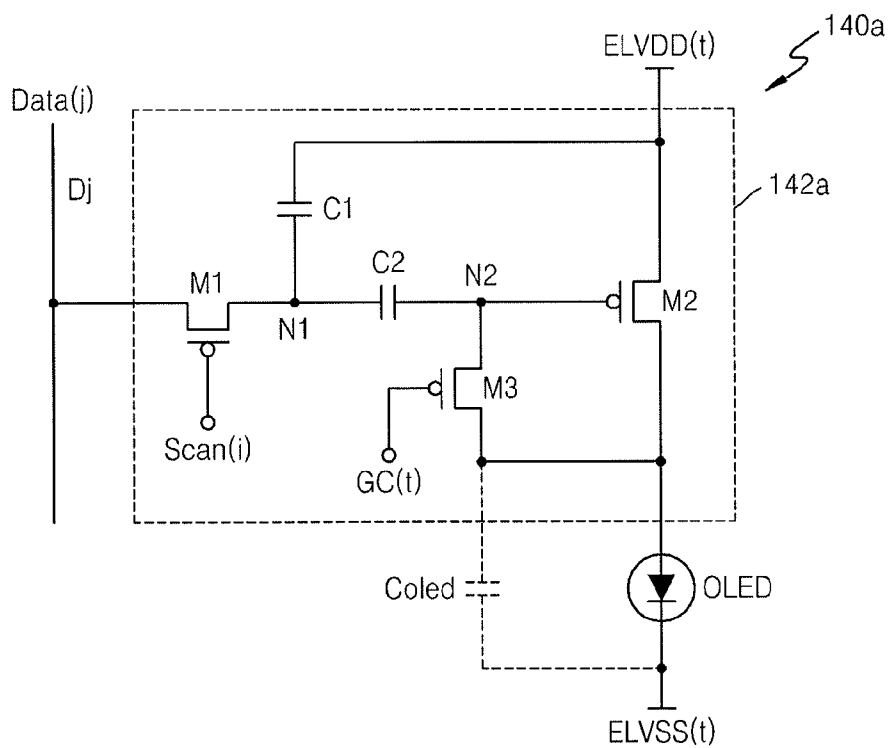 140a
ELVDD(t)
Data(j)
Dj
142a
C1
M1
C2
N2
N1
M2
M3
Scan(i)
GC(t)
Coled
OLED
ELVSS(t)